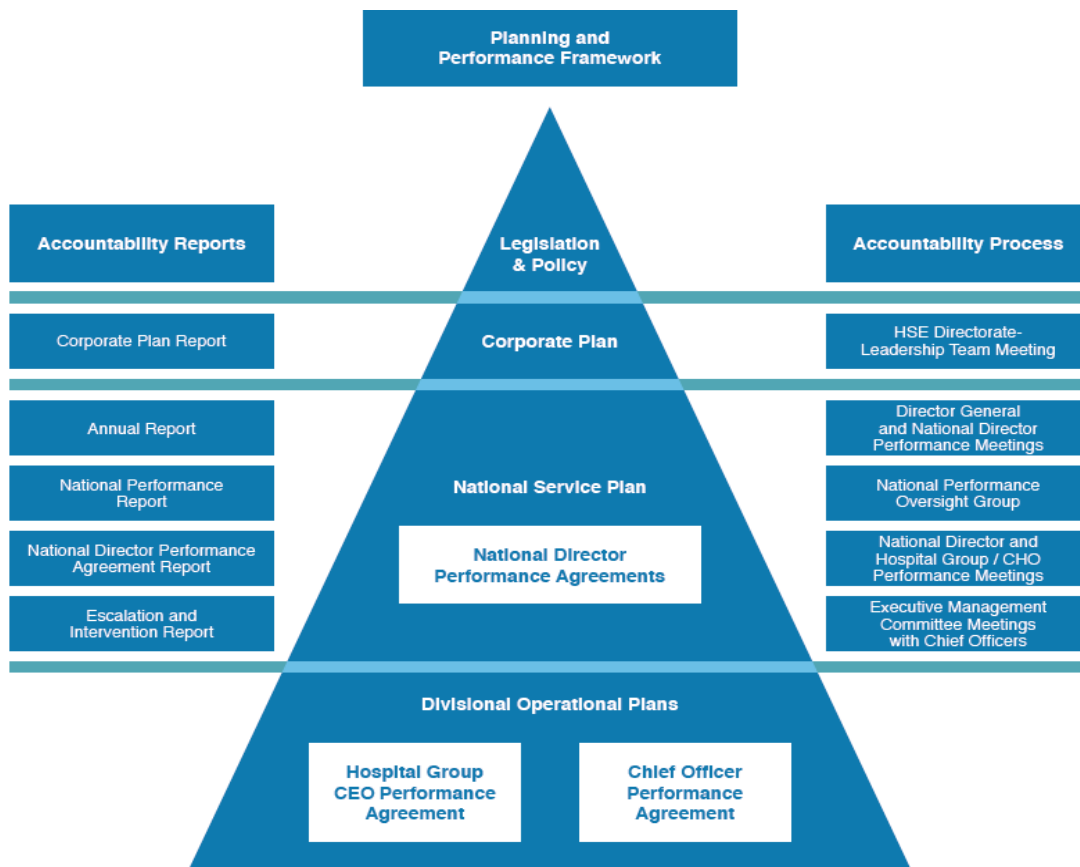 Planning and
Performance Framework
Accountability Reports
Legislation
& Policy
Accountability Process
Corporate Plan Report
Corporate Plan
HSE Directorate-
Leadership Team Meeting
Annual Report
Director General
and National Director
Performance Meetings
National Performance
Report
National Service Plan
National Performance
Oversight Group
National Director Performance
Agreement Report
National Director
Performance Agreements
National Director and
Hospital Group / CHO
Performance Meetings
Escalation and
Intervention Report
Executive Management
Committee Meetings
with Chief Officers
Divisional Operational Plans
Hospital Group
CEO Performance
Agreement
Chief Officer
Performance
Agreement